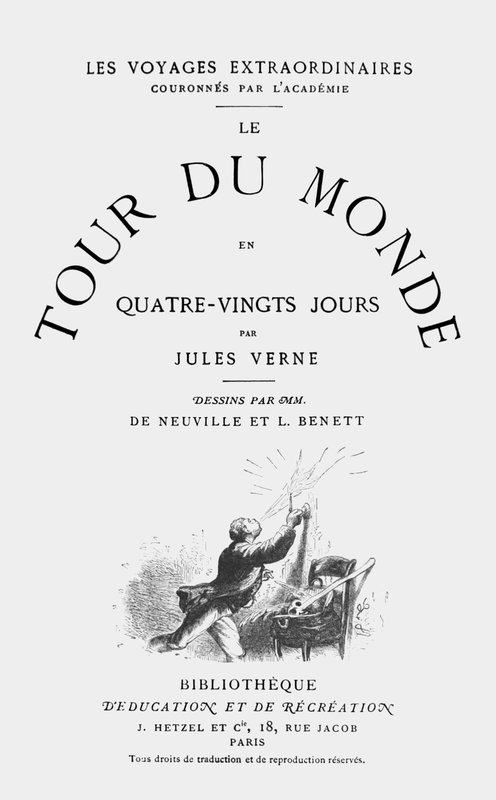 LES VOYAGES EXTRAORDINAIRES
COURONNÉS PAR L'ACADÉMIE
LE
TOUR DU MONDE
EN
QUATRE-VINGTS JOURS
PAR
JULES VERNE
DESSINS PAR MM.
DE NEUVILLE ET L. BENETT
BIBLIOTHÈQUE
D'EDUCATION ET DE RÉCRÉATION
J. HETZEL ET Cie, 18, RUE JACOB
PARIS
Tous droits de traduction et de reproduction réservés.